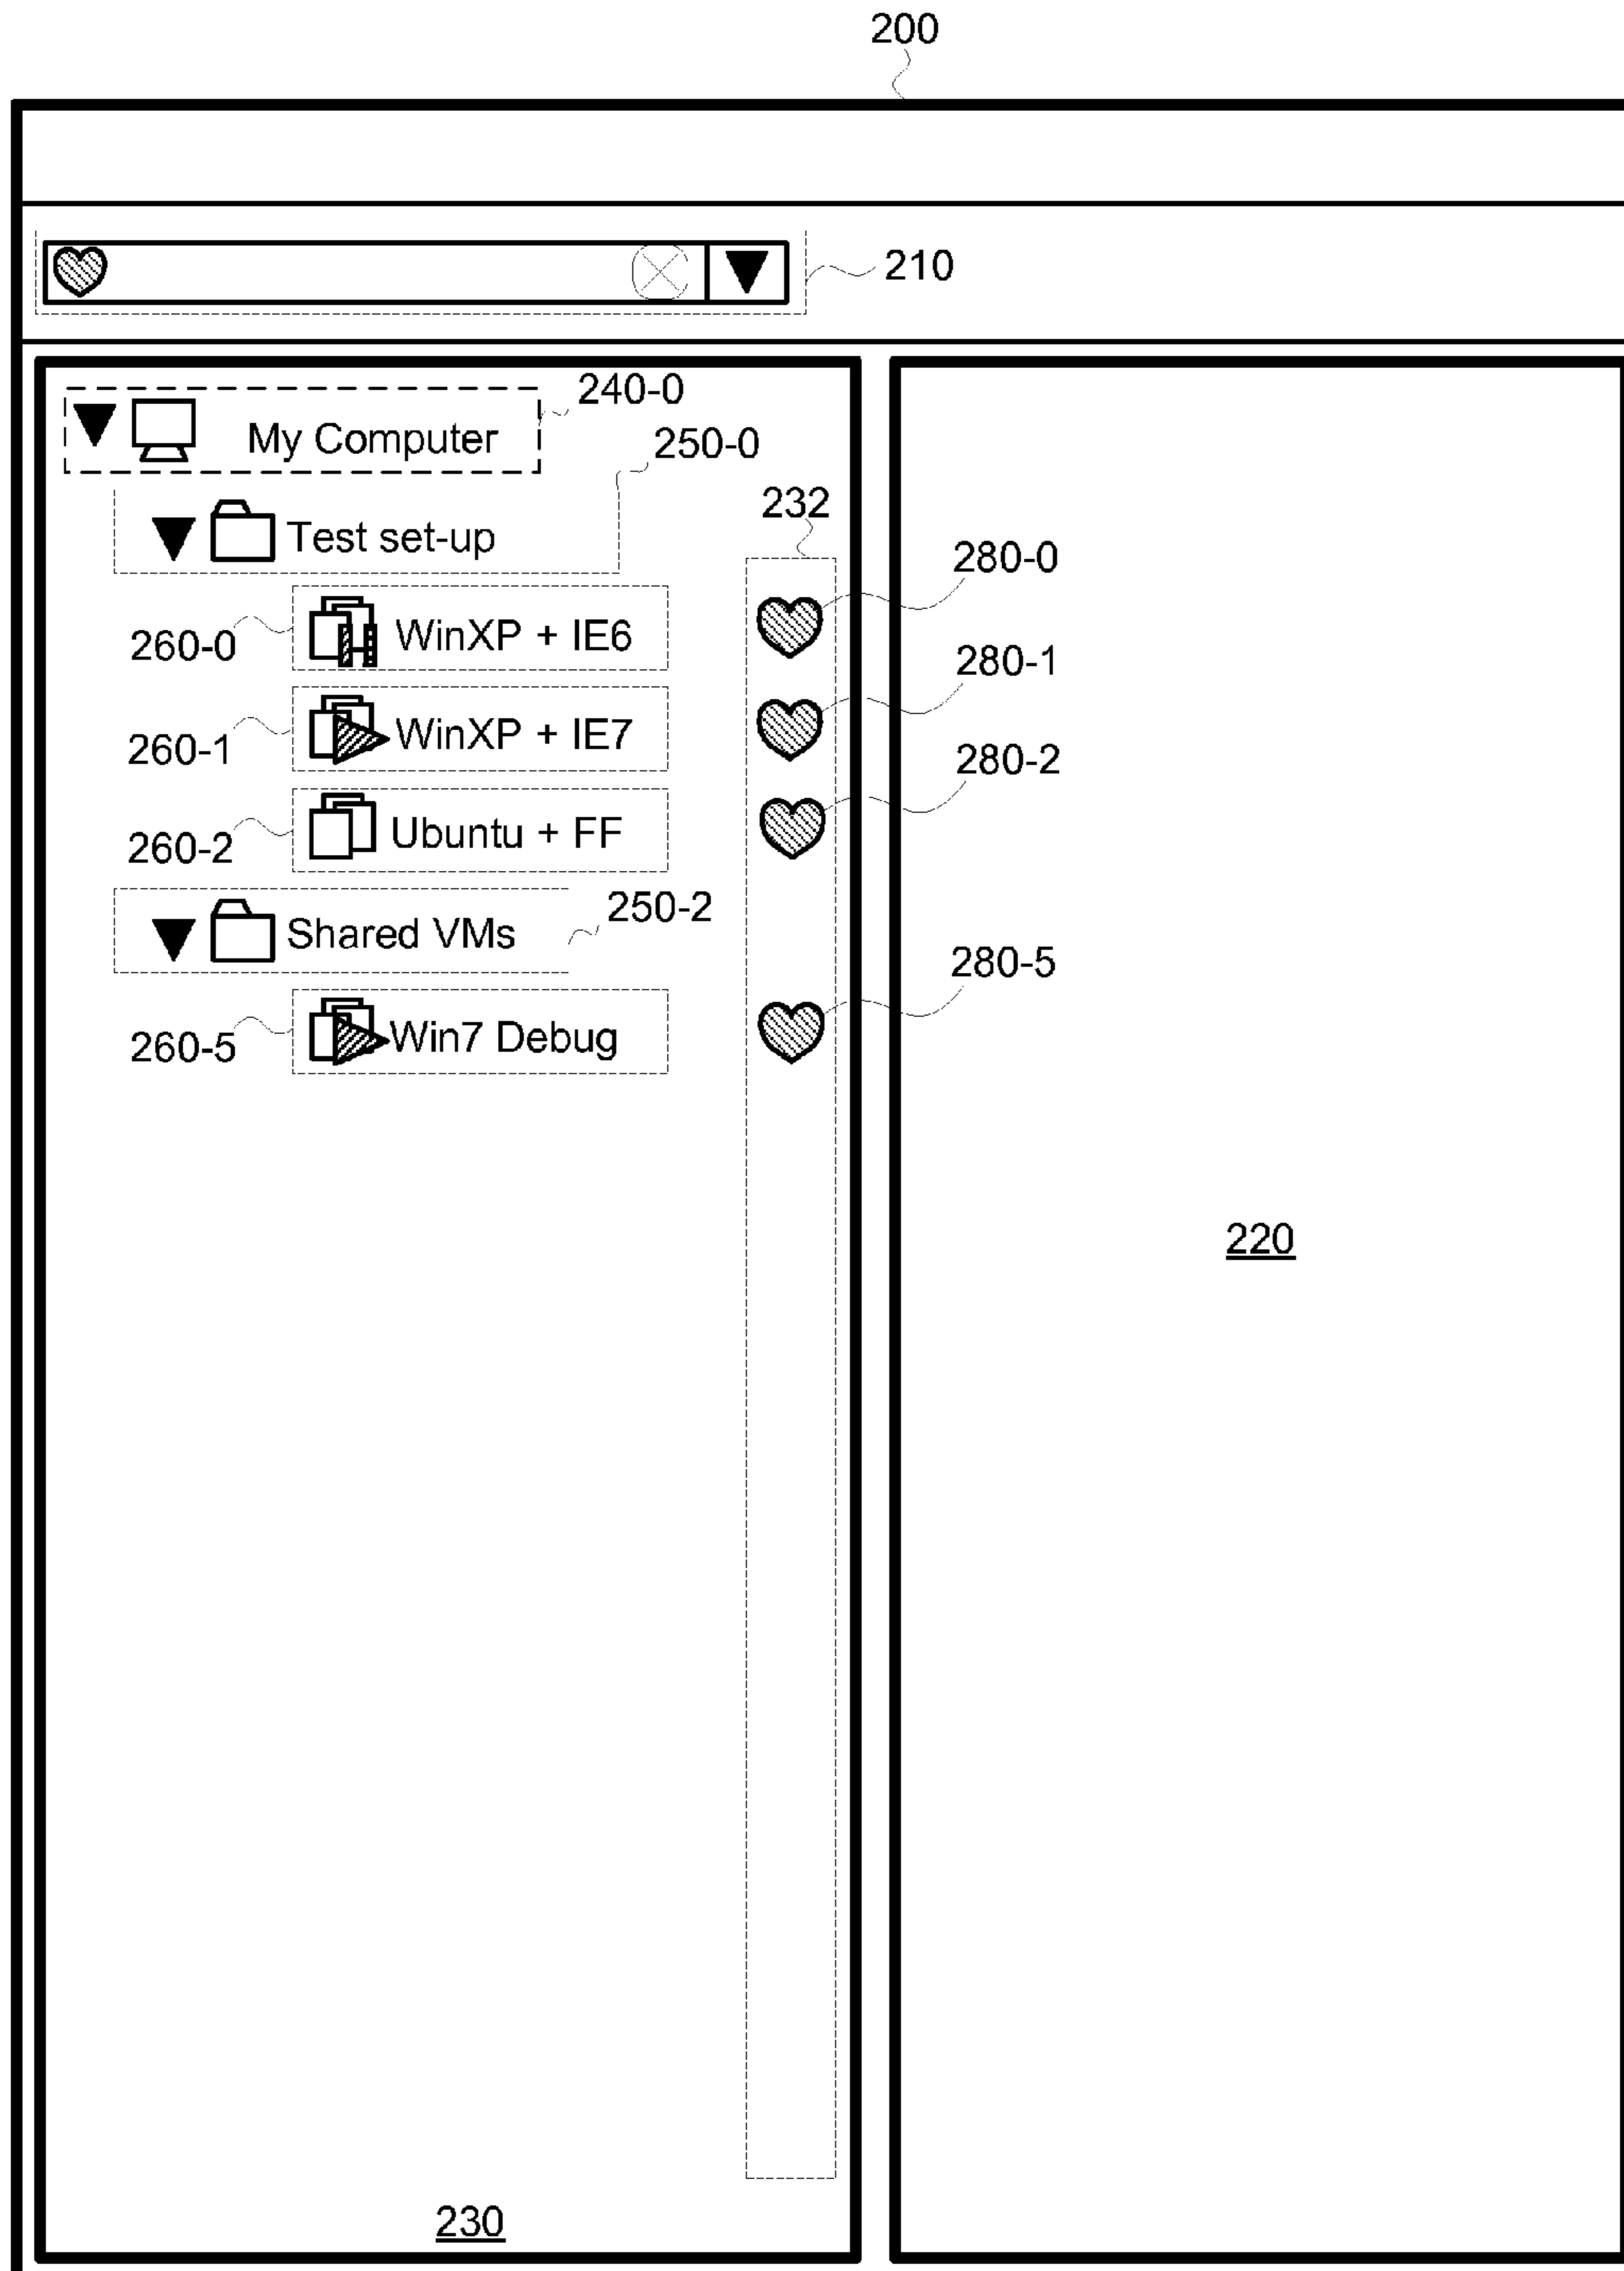 200
210
My Computer
240-0
Test set-up
250-0
232
260-0
WinXP + IE6
280-0
260-1
WinXP + IE7
280-1
260-2
Ubuntu + FF
280-2
Shared VMs
250-2
260-5
Win7 Debug
280-5
220
230